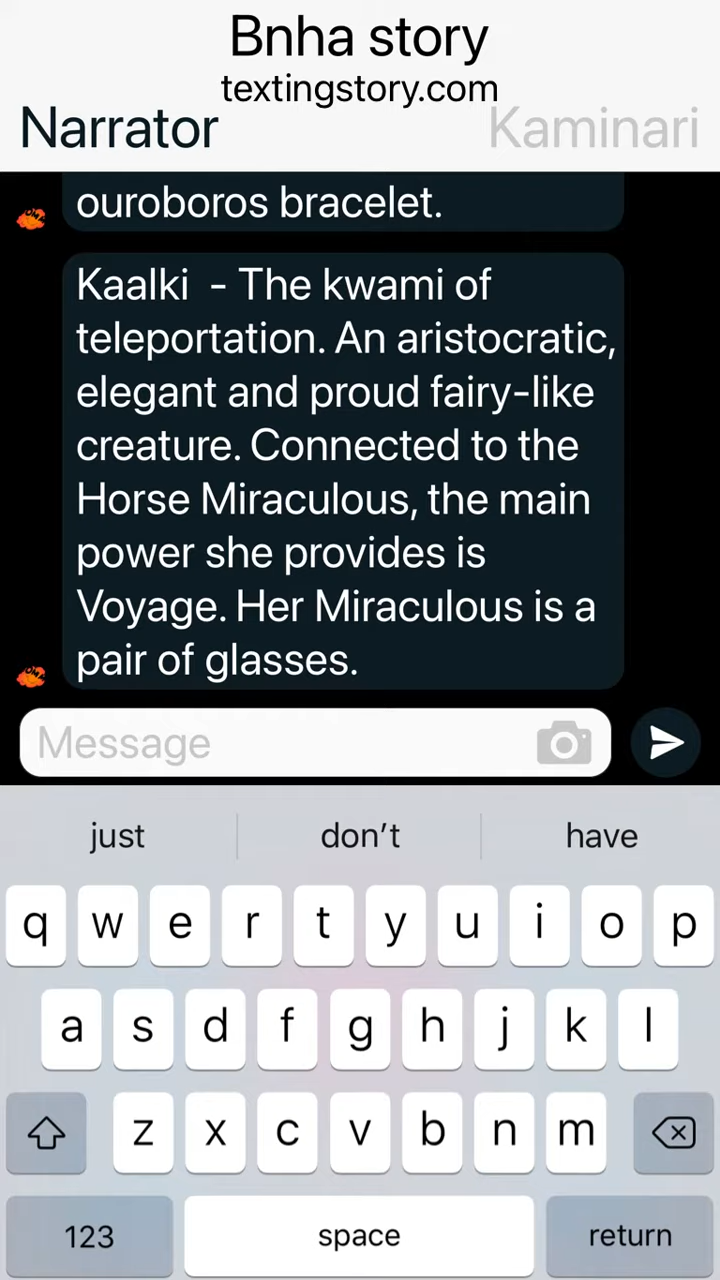 Bnha story
textingstory.com
Narrator
Kaminari
ouroboros bracelet.
Kaalki  - The kwami of
teleportation. An aristocratic,
elegant and proud fairy-like
creature. Connected to the
Horse Miraculous, the main
power she provides is
Voyage. Her Miraculous is a
pair of glasses.
Message
just don't have
q w e r t y u i o p
a s d f g h j k l
z x c v b n m
123 space return